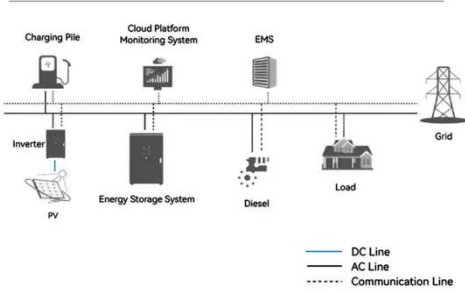 Charging Pile
Cloud Platform
Monitoring System
EMS
Grid
Inverter
PV
Energy Storage System
Diesel
Load
DC Line
AC Line
Communication Line